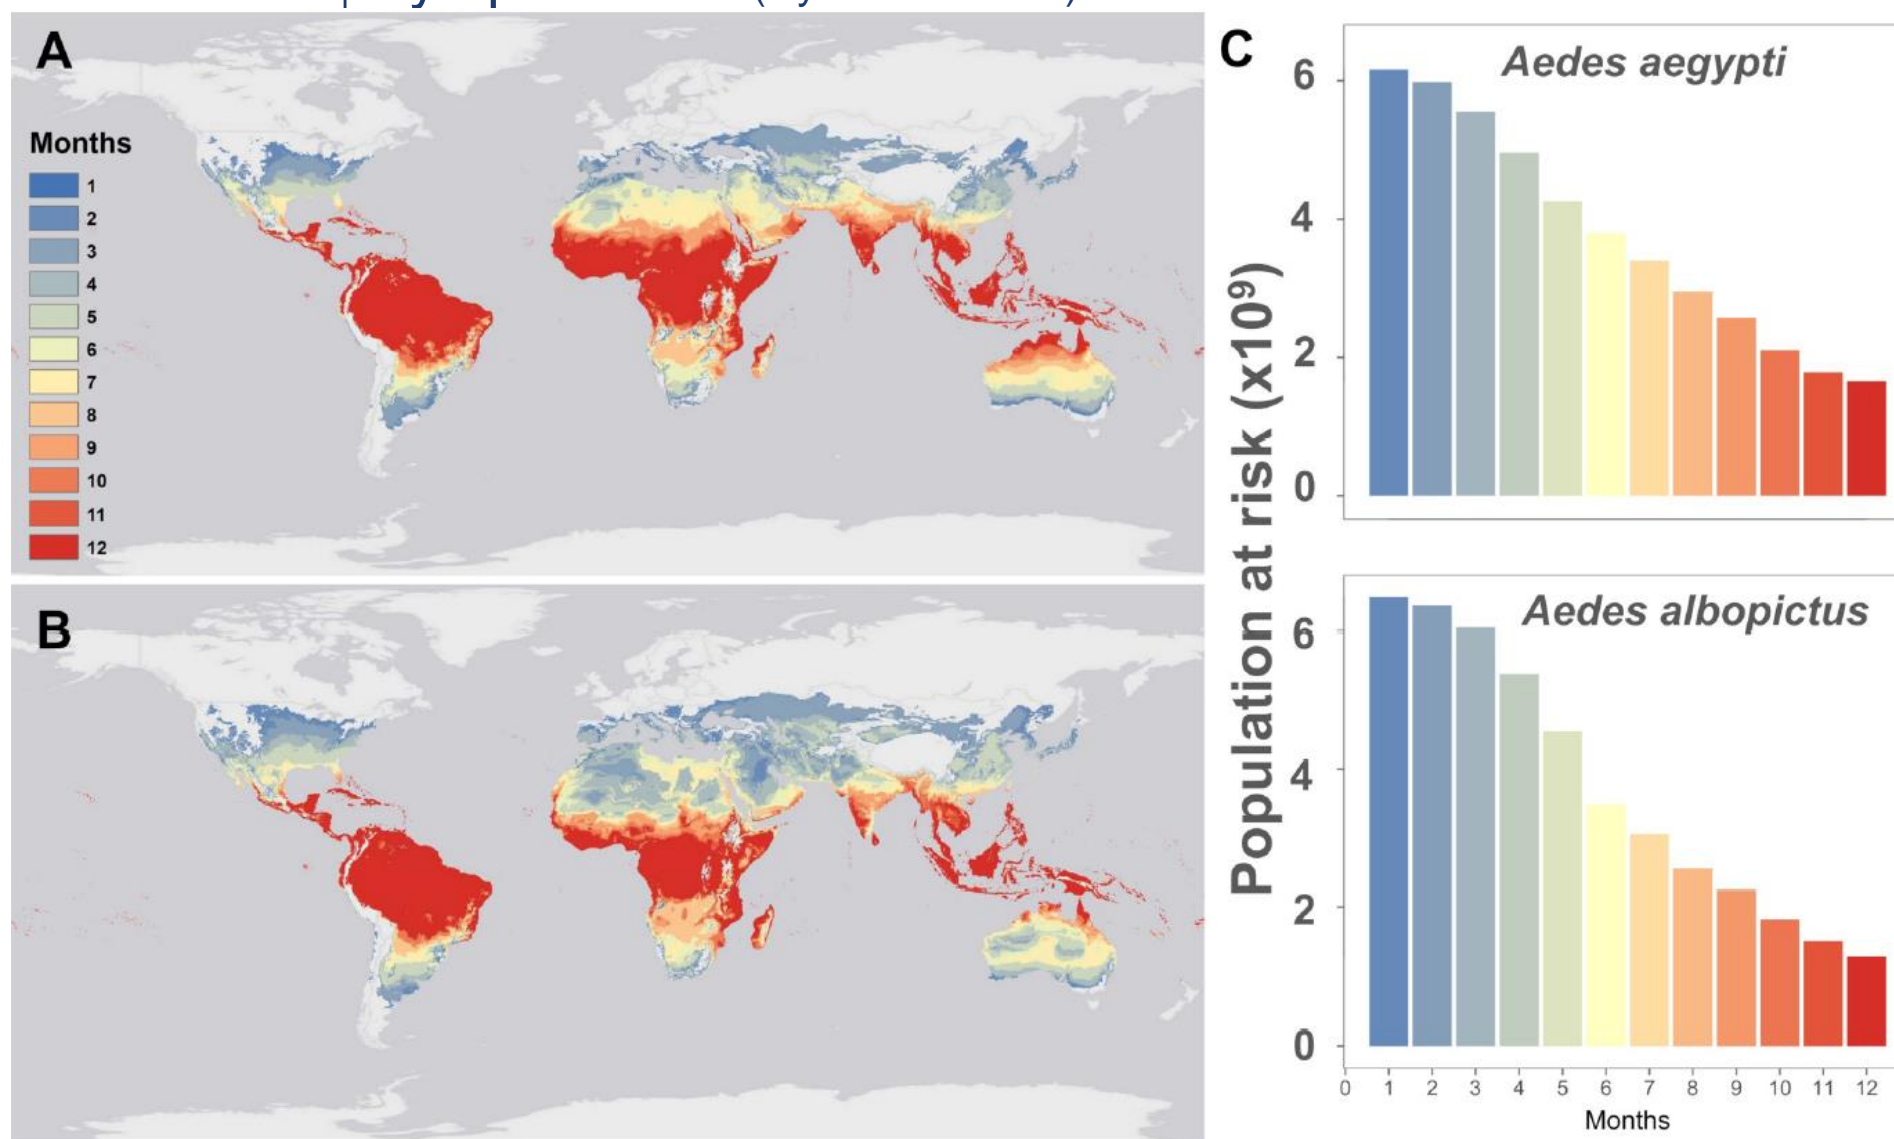 A
Months
1
2
3
4
5
6
7
8
9
10
11
12
B
C
Population at risk (x10⁹)
Aedes aegypti
6
4
2
0
Aedes albopictus
6
4
2
0
0 1 2 3 4 5 6 7 8 9 10 11 12
Months